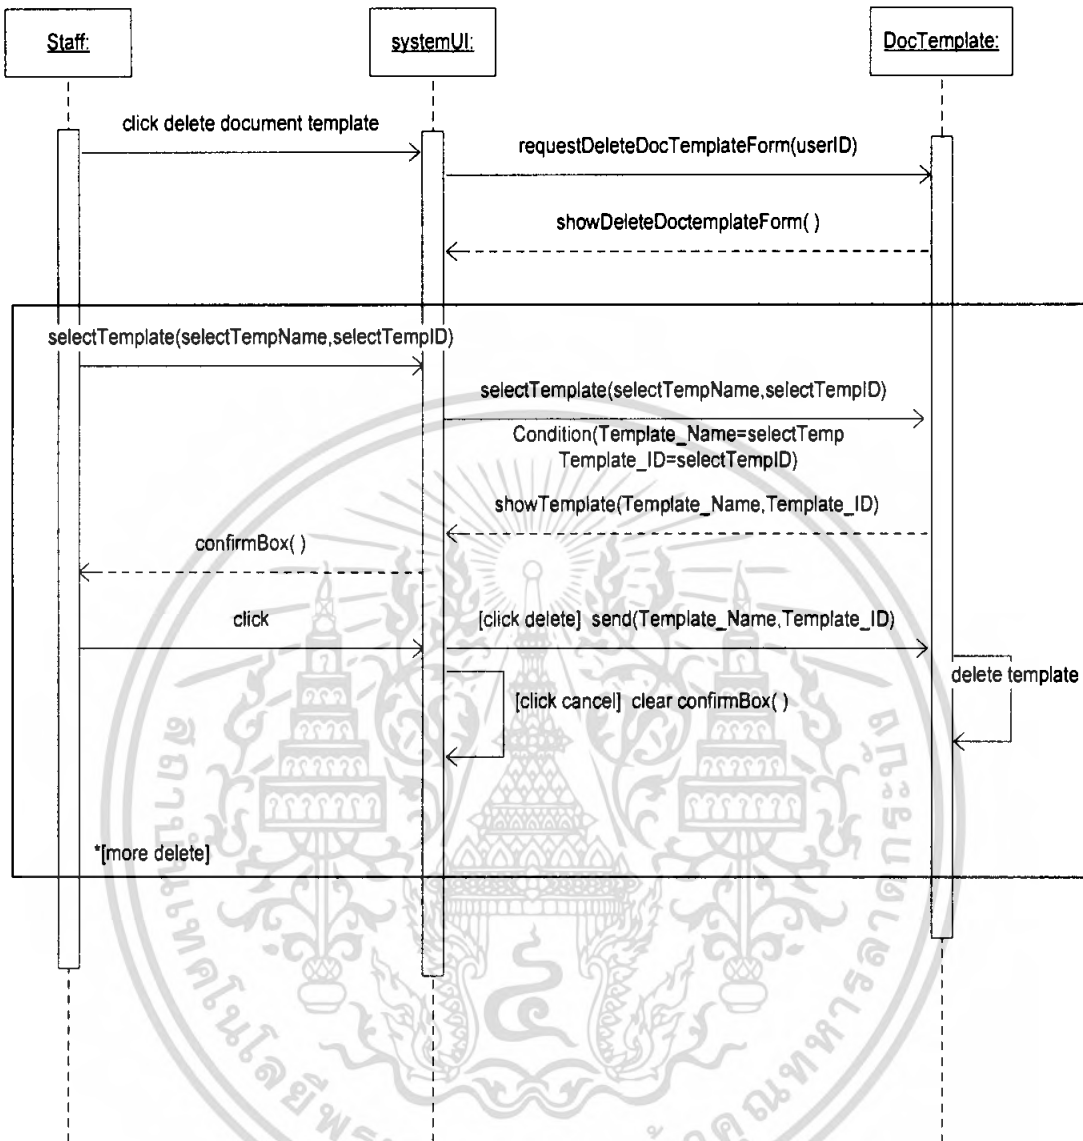 Staff:
systemUI:
DocTemplate:
click delete document template
requestDeleteDocTemplateForm(userID)
showDeleteDoctemplateForm( )
selectTemplate(selectTempName,selectTempID)
selectTemplate(selectTempName,selectTempID)
Condition(Template_Name=selectTemp
Template_ID=selectTempID)
showTemplate(Template_Name,Template_ID)
confirmBox( )
click
[click delete]  send(Template_Name,Template_ID)
delete template
[click cancel]  clear confirmBox( )
*[more delete]